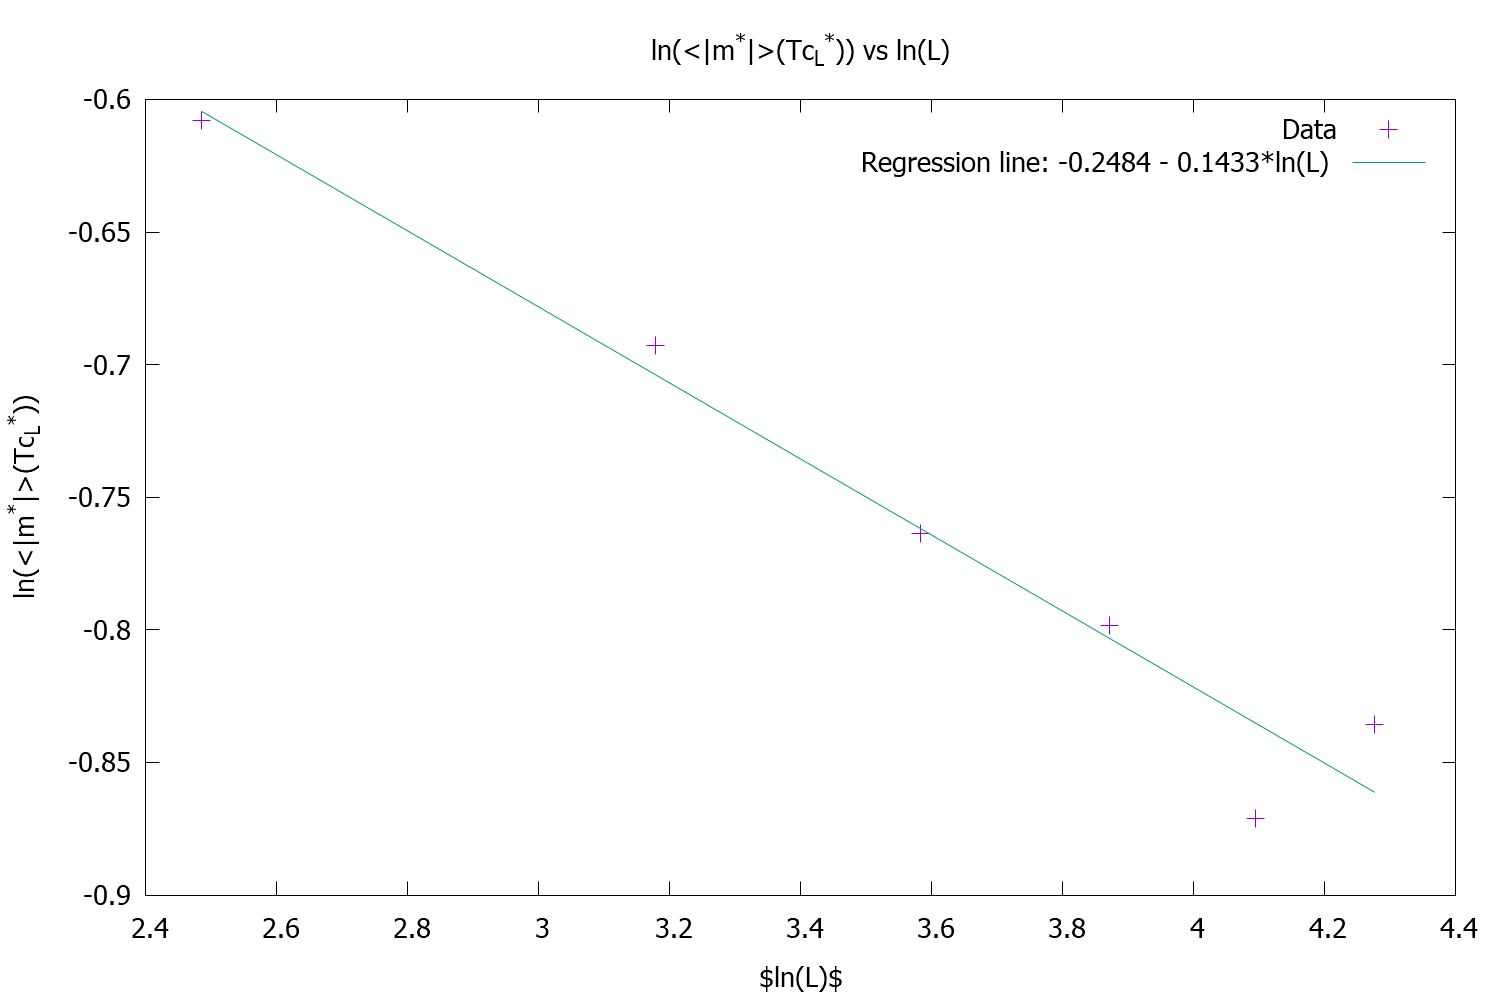 ln(<|m*|>(Tc_L*)) vs ln(L)
Data
Regression line: -0.2484 - 0.1433*ln(L)
-0.6
-0.65
-0.7
-0.75
-0.8
-0.85
-0.9
ln(<|m*|>(Tc_L*))
2.4 2.6 2.8 3 3.2 3.4 3.6 3.8 4 4.2 4.4
$ln(L)$